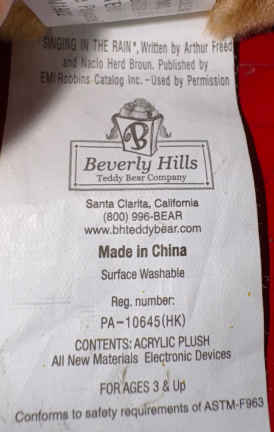 "SINGING IN THE RAIN", Written by Arthur Freed
and Nacio Herd Broun. Published by
EMI Robbins Catalog Inc. -Used by Permission
B
Beverly Hills
Teddy Bear Company
Santa Clarita, California
(800) 996-BEAR
www.bhteddybear.com
Made in China
Surface Washable
Reg. number:
PA-10645(HK)
CONTENTS: ACRYLIC PLUSH
All New Materials Electronic Devices
FOR AGES 3 & Up
Conforms to safety requirements of ASTM-F963